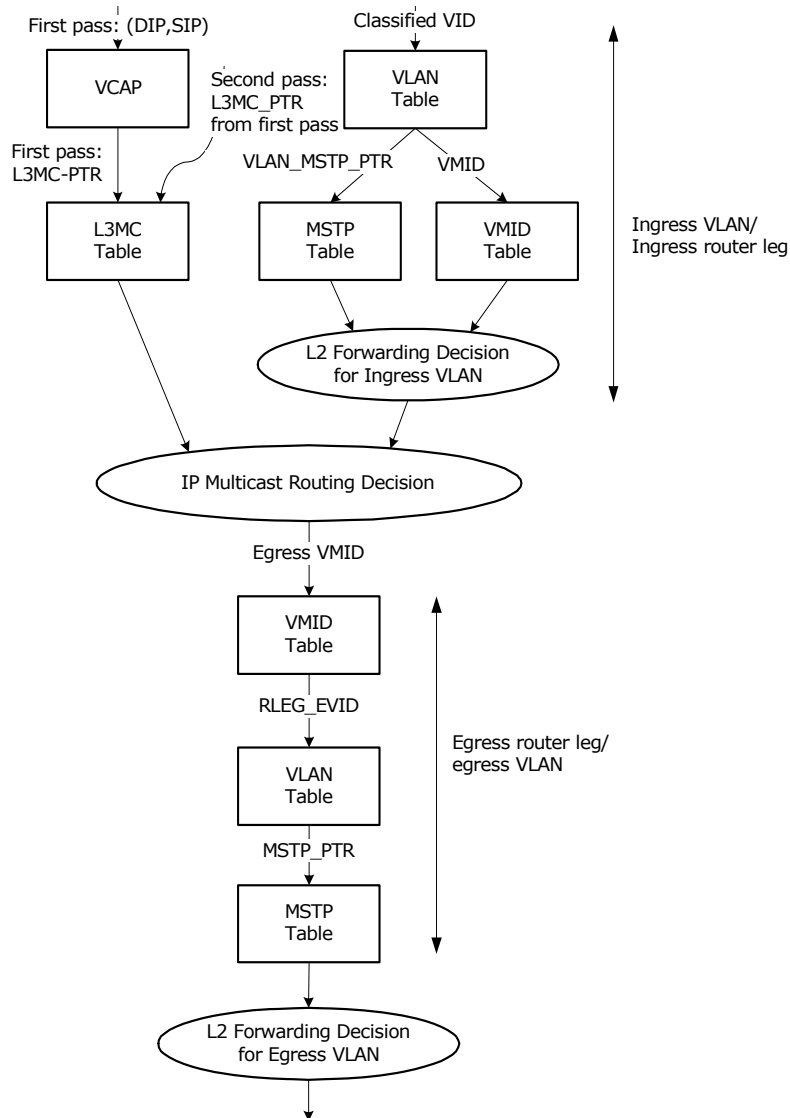 First pass: (DIP,SIP)
Classified VID
VCAP
Second pass:
L3MC_PTR
from first pass
VLAN
Table
First pass:
L3MC-PTR
VLAN_MSTP_PTR
VMID
L3MC
Table
MSTP
Table
VMID
Table
Ingress VLAN/
Ingress router leg
L2 Forwarding Decision
for Ingress VLAN
IP Multicast Routing Decision
Egress VMID
VMID
Table
RLEG_EVID
VLAN
Table
Egress router leg/
egress VLAN
MSTP_PTR
MSTP
Table
L2 Forwarding Decision
for Egress VLAN